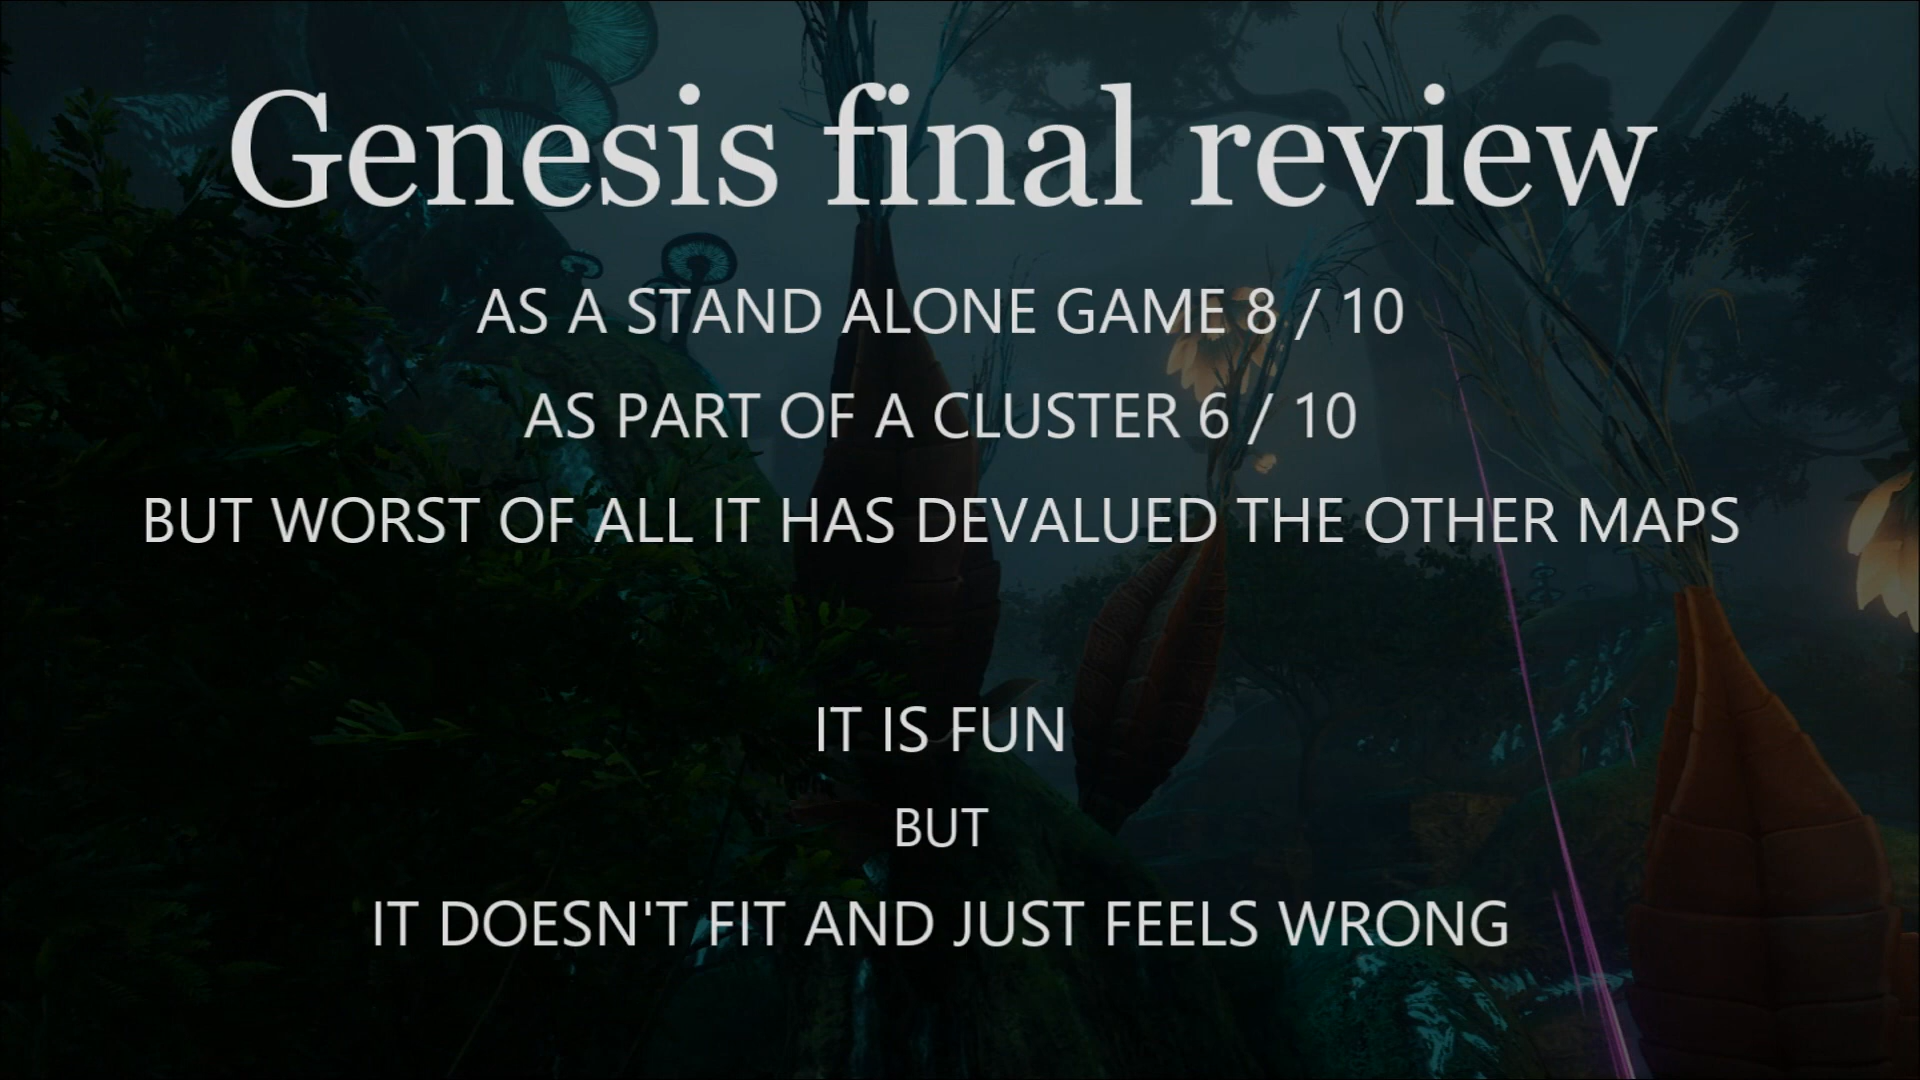 Genesis final review
AS A STAND ALONE GAME 8 / 10
AS PART OF A CLUSTER 6 / 10
BUT WORST OF ALL IT HAS DEVALUED THE OTHER MAPS
IT IS FUN
BUT
IT DOESN'T FIT AND JUST FEELS WRONG